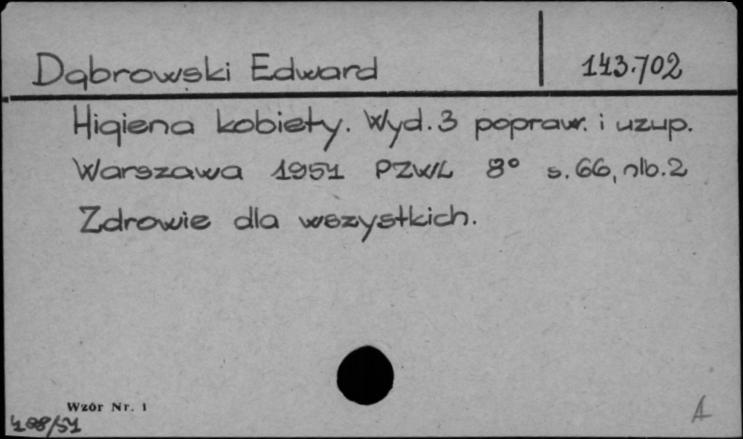 Dąbrowski Edward 143.702
Higiena kobiety. Wyd.3 popraw. i uzup.
Warszawa 1951 PZWL 8° s.66, nlb.2
Zdrowie dla wszystkich.
Wzór Nr. 1
108/51
A